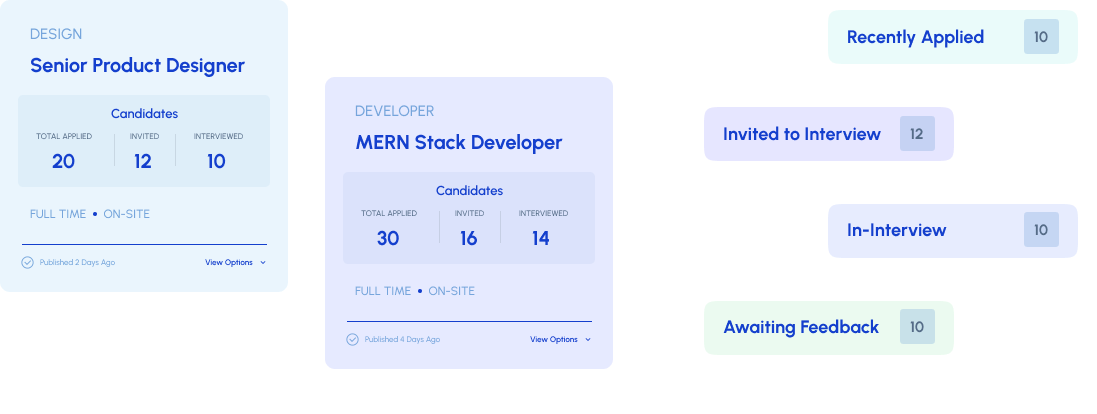 DESIGN
Senior Product Designer
Candidates
TOTAL APPLIED INVITED INTERVIEWED
20 12 10
FULL TIME • ON-SITE
Published 2 Days Ago View Options
DEVELOPER
MERN Stack Developer
Candidates
TOTAL APPLIED INVITED INTERVIEWED
30 16 14
FULL TIME • ON-SITE
Published 4 Days Ago View Options
Recently Applied 10
Invited to Interview 12
In-Interview 10
Awaiting Feedback 10